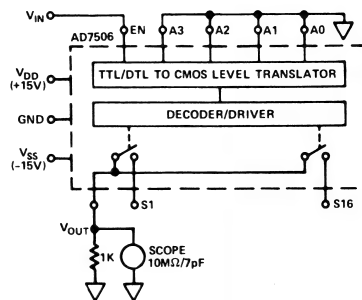 VIN
AD7506
EN
A3
A2
A1
A0
TTL/DTL TO CMOS LEVEL TRANSLATOR
VDD
(+15V)
GND
DECODER/DRIVER
VSS
(-15V)
S1
S16
VOUT
1K
SCOPE
10MΩ/7pF